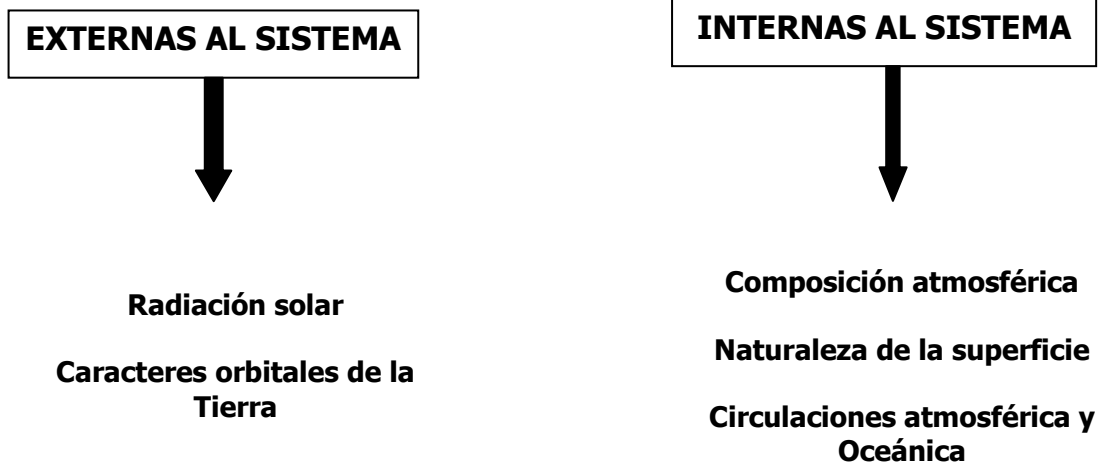 EXTERNAS AL SISTEMA
Radiación solar
Caracteres orbitales de la
Tierra
INTERNAS AL SISTEMA
Composición atmosférica
Naturaleza de la superficie
Circulaciones atmosférica y
Oceánica